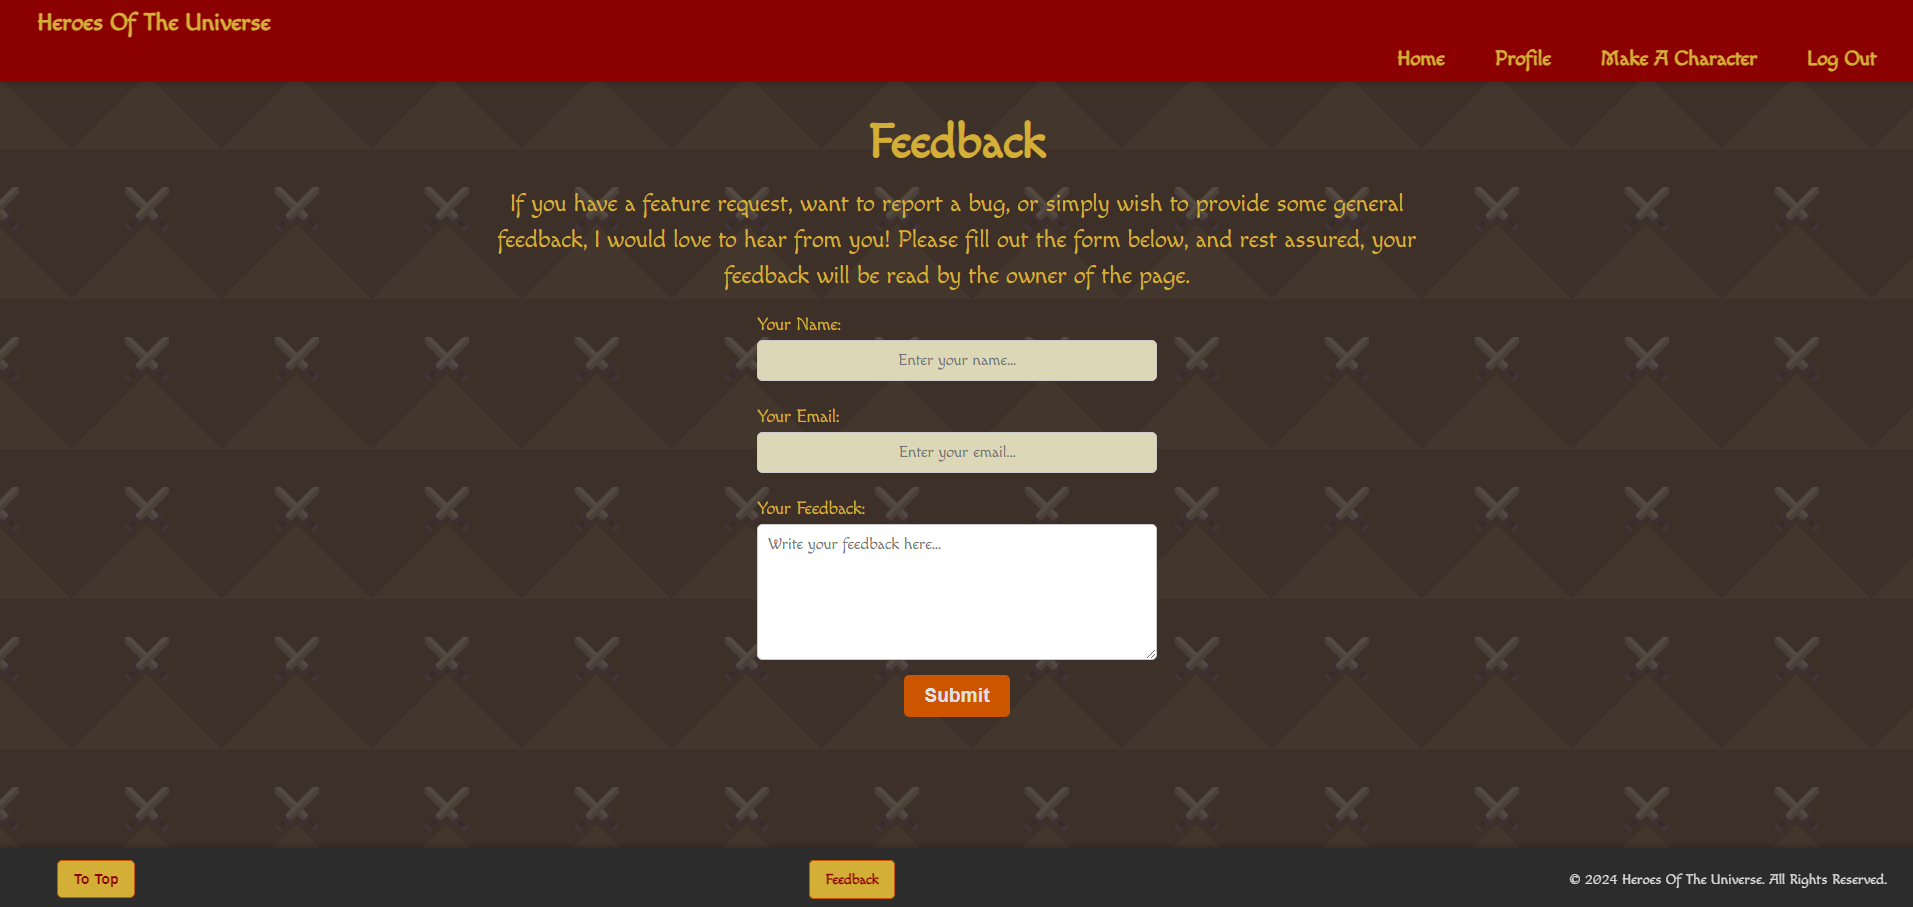 Heroes Of The Universe
Home Profile Make A Character Log Out
Feedback
If you have a feature request, want to report a bug, or simply wish to provide some general
feedback, I would love to hear from you! Please fill out the form below, and rest assured, your
feedback will be read by the owner of the page.
Your Name:
Enter your name...
Your Email:
Enter your email...
Your Feedback:
Write your feedback here...
Submit
To Top Feedback © 2024 Heroes Of The Universe. All Rights Reserved.